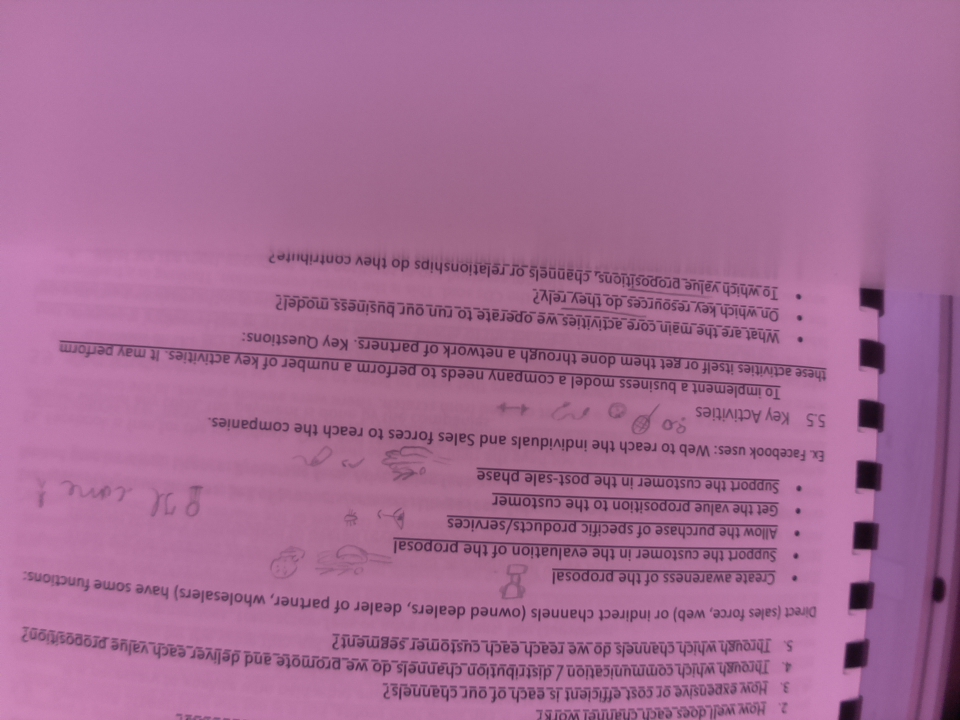 2. How well does each channel work?
3. How expensive or cost efficient is each of our channels?
4. Through which communication / distribution channels do we promote and deliver each value proposition?
5. Through which channels do we reach each customer segment?
Direct (sales force, web) or indirect channels (owned dealers, dealer of partner, wholesalers) have some functions:
• Create awareness of the proposal
• Support the customer in the evaluation of the proposal
• Allow the purchase of specific products/services
• Get the value proposition to the customer
• Support the customer in the post-sale phase
Ex. Facebook uses: Web to reach the individuals and Sales forces to reach the companies.
5.5 Key Activities
To implement a business model a company needs to perform a number of key activities. It may perform
these activities itself or get them done through a network of partners. Key Questions:
• What are the main core activities we operate to run our business model?
• On which key resources do they rely?
• To which value propositions, channels or relationships do they contribute?